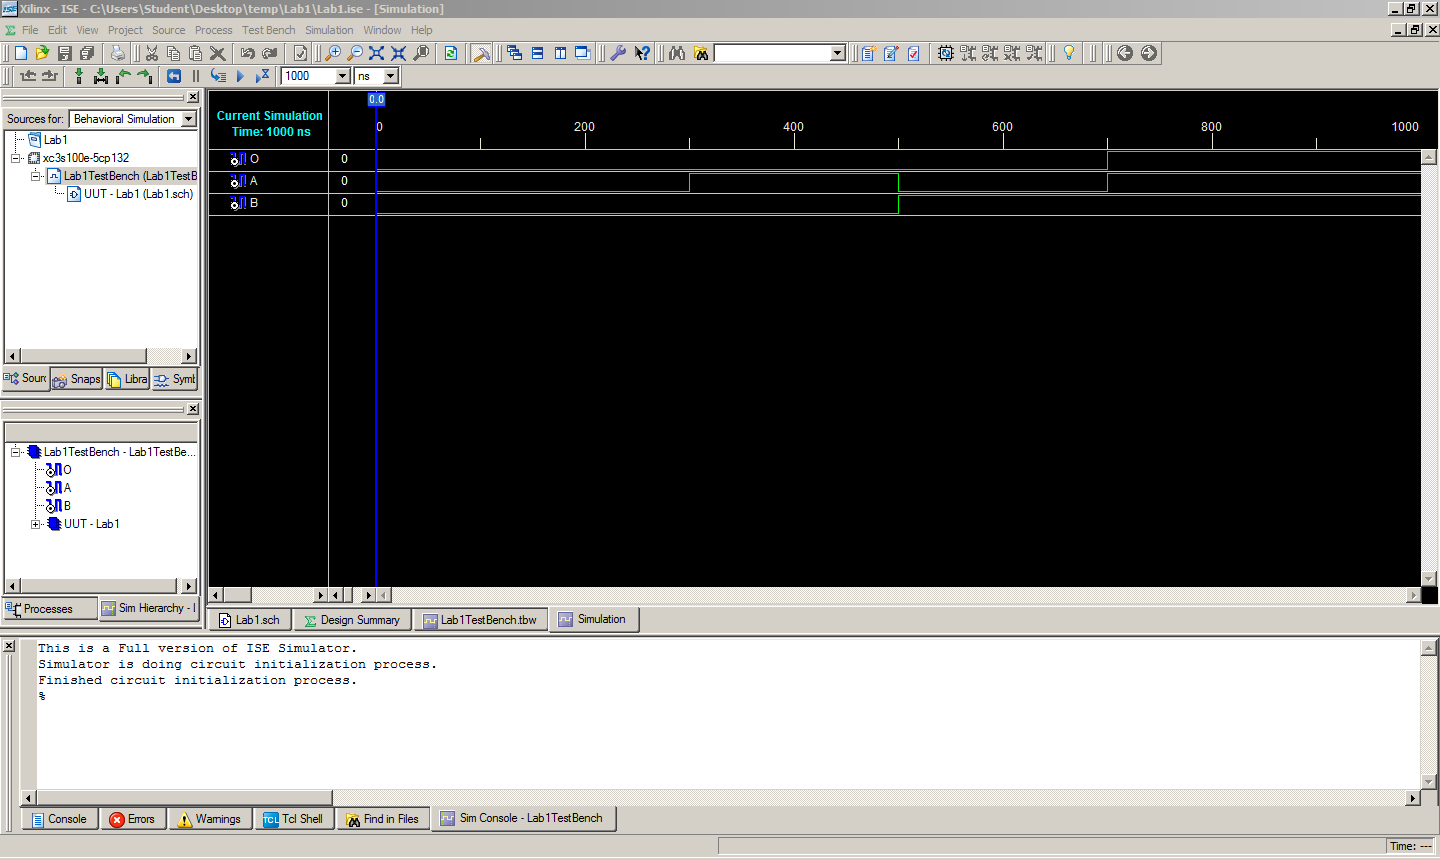 Xilinx - ISE - C:\Users\Student\Desktop\temp\Lab1\Lab1.ise - [Simulation]
File Edit View Project Source Process Test Bench Simulation Window Help
1000 ns
Sources for: Behavioral Simulation
Lab1
xc3s100e-5cp132
Lab1TestBench (Lab1TestB
UUT - Lab1 (Lab1.sch)
Sourc Snaps Libra Symb
Lab1TestBench - Lab1TestBe...
O
A
B
UUT - Lab1
Processes Sim Hierarchy - l
Current Simulation
Time: 1000 ns
0.0
0 200 400 600 800 1000
O 0
A 0
B 0
Lab1.sch Design Summary Lab1TestBench.tbw Simulation
This is a Full version of ISE Simulator.
Simulator is doing circuit initialization process.
Finished circuit initialization process.
%
Console Errors Warnings TCL Tcl Shell Find in Files Sim Console - Lab1TestBench
Time: ---